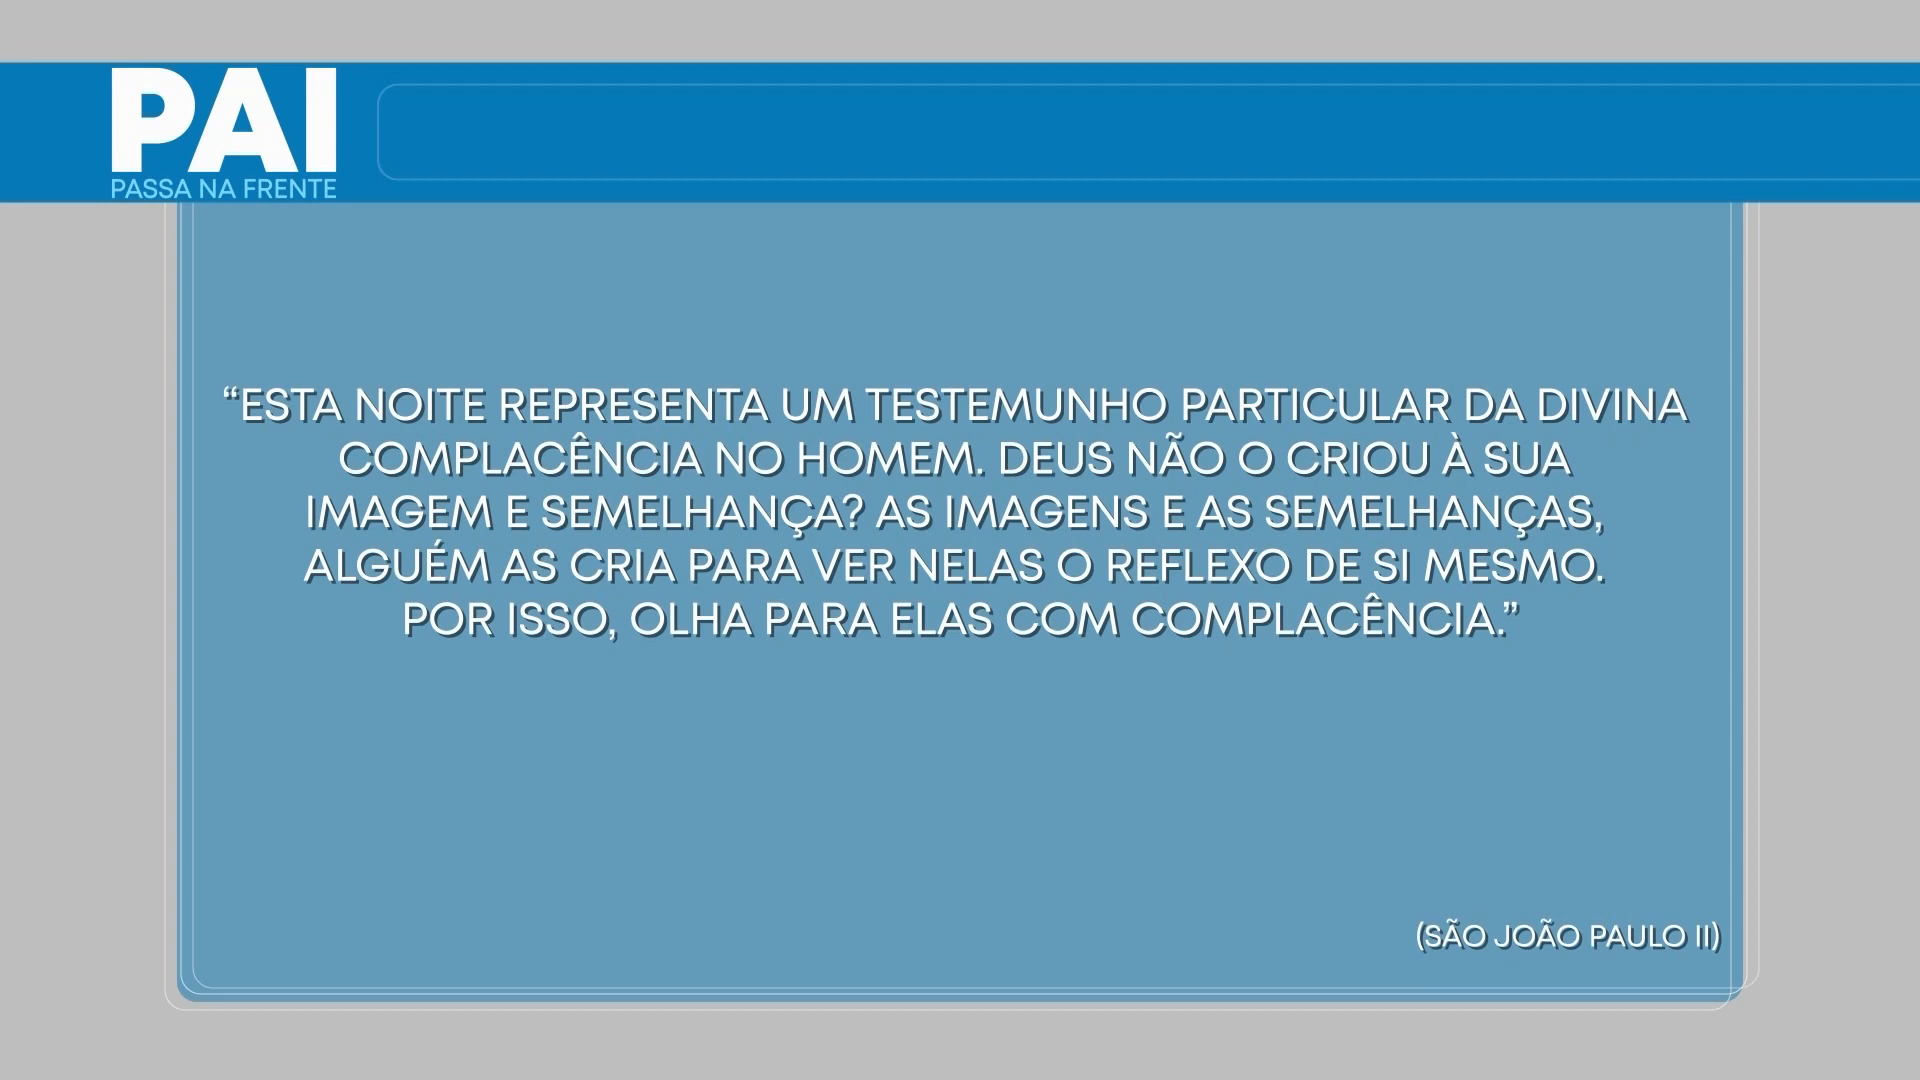 PAI
PASSA NA FRENTE
“ESTA NOITE REPRESENTA UM TESTEMUNHO PARTICULAR DA DIVINA
COMPLACÊNCIA NO HOMEM. DEUS NÃO O CRIOU À SUA
IMAGEM E SEMELHANÇA? AS IMAGENS E AS SEMELHANÇAS,
ALGUÉM AS CRIA PARA VER NELAS O REFLEXO DE SI MESMO.
POR ISSO, OLHA PARA ELAS COM COMPLACÊNCIA.”
(SÃO JOÃO PAULO II)